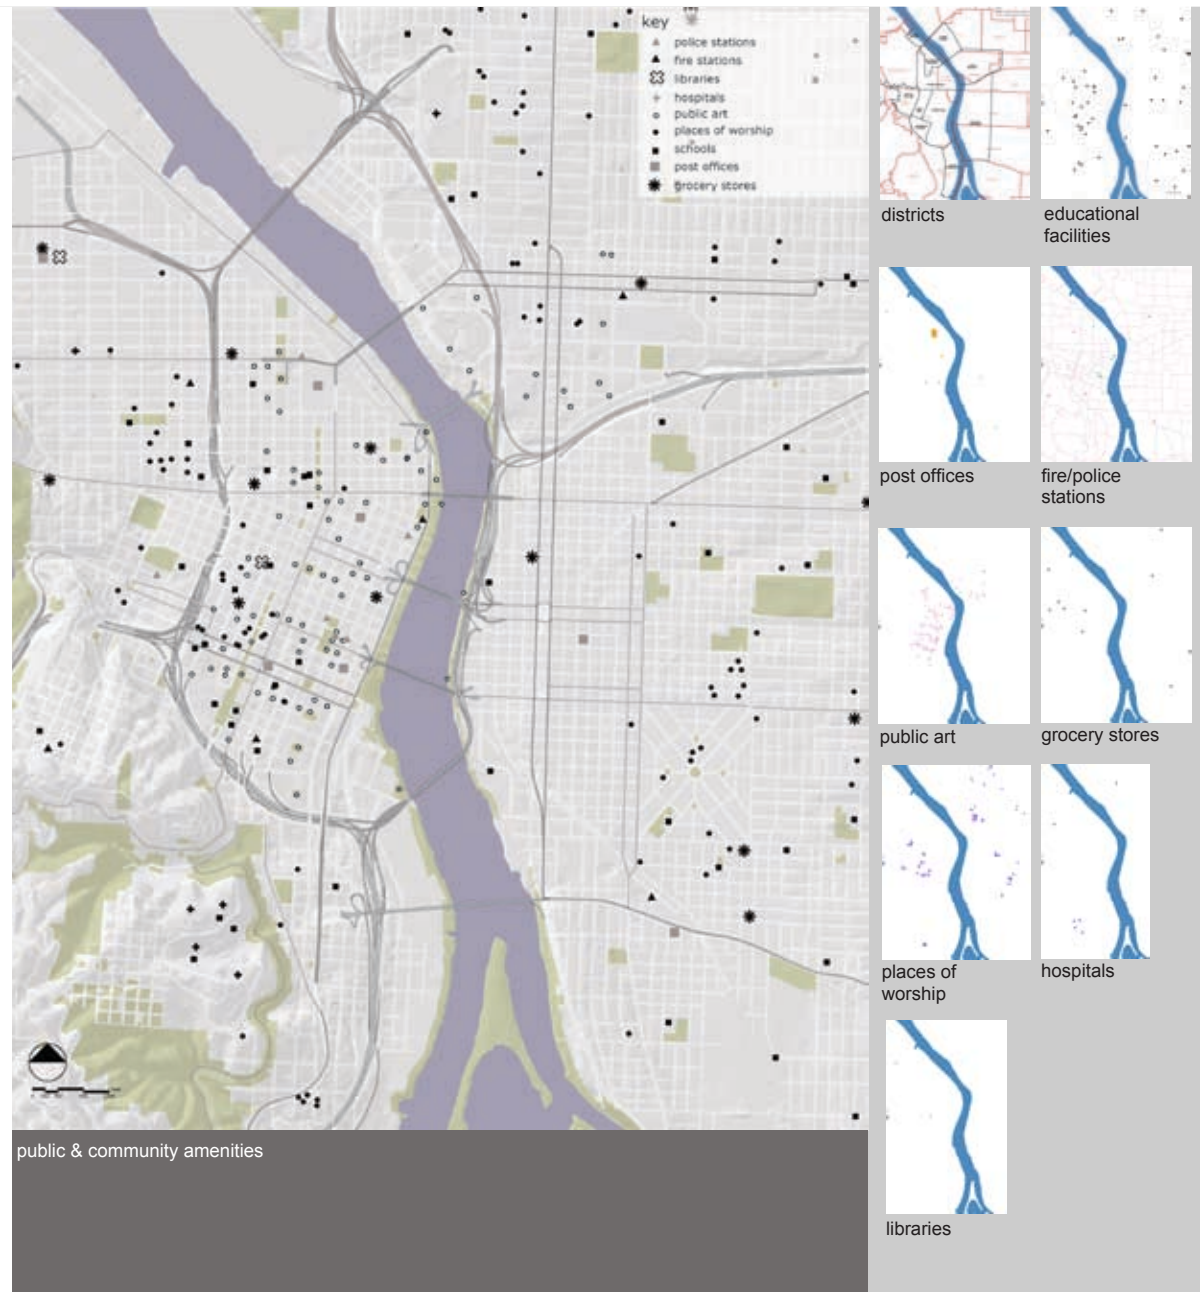 key
police stations
fire stations
libraries
hospitals
public art
places of worship
schools
post offices
grocery stores
public & community amenities
districts
educational
facilities
post offices
fire/police
stations
public art
grocery stores
places of
worship
hospitals
libraries